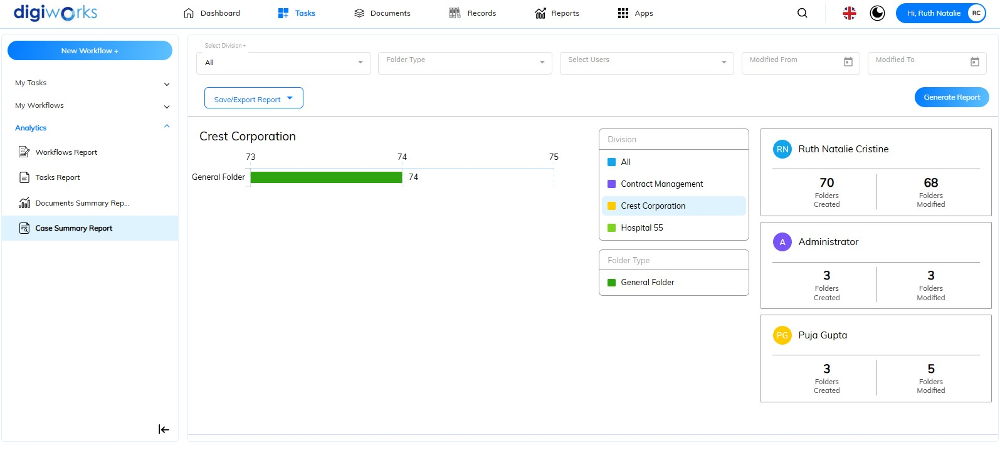 digiworks
Dashboard
Tasks
Documents
Records
Reports
Apps
Hi, Ruth Natalie
RC
New Workflow +
My Tasks
My Workflows
Analytics
Workflows Report
Tasks Report
Documents Summary Rep...
Case Summary Report
Select Division *
All
Folder Type
Select Users
Modified From
Modified To
Save/Export Report
Generate Report
Crest Corporation
73 74 75
General Folder 74
Division
All
Contract Management
Crest Corporation
Hospital 55
Folder Type
General Folder
RN Ruth Natalie Cristine
70 68
Folders Folders
Created Modified
A Administrator
3 3
Folders Folders
Created Modified
PG Puja Gupta
3 5
Folders Folders
Created Modified